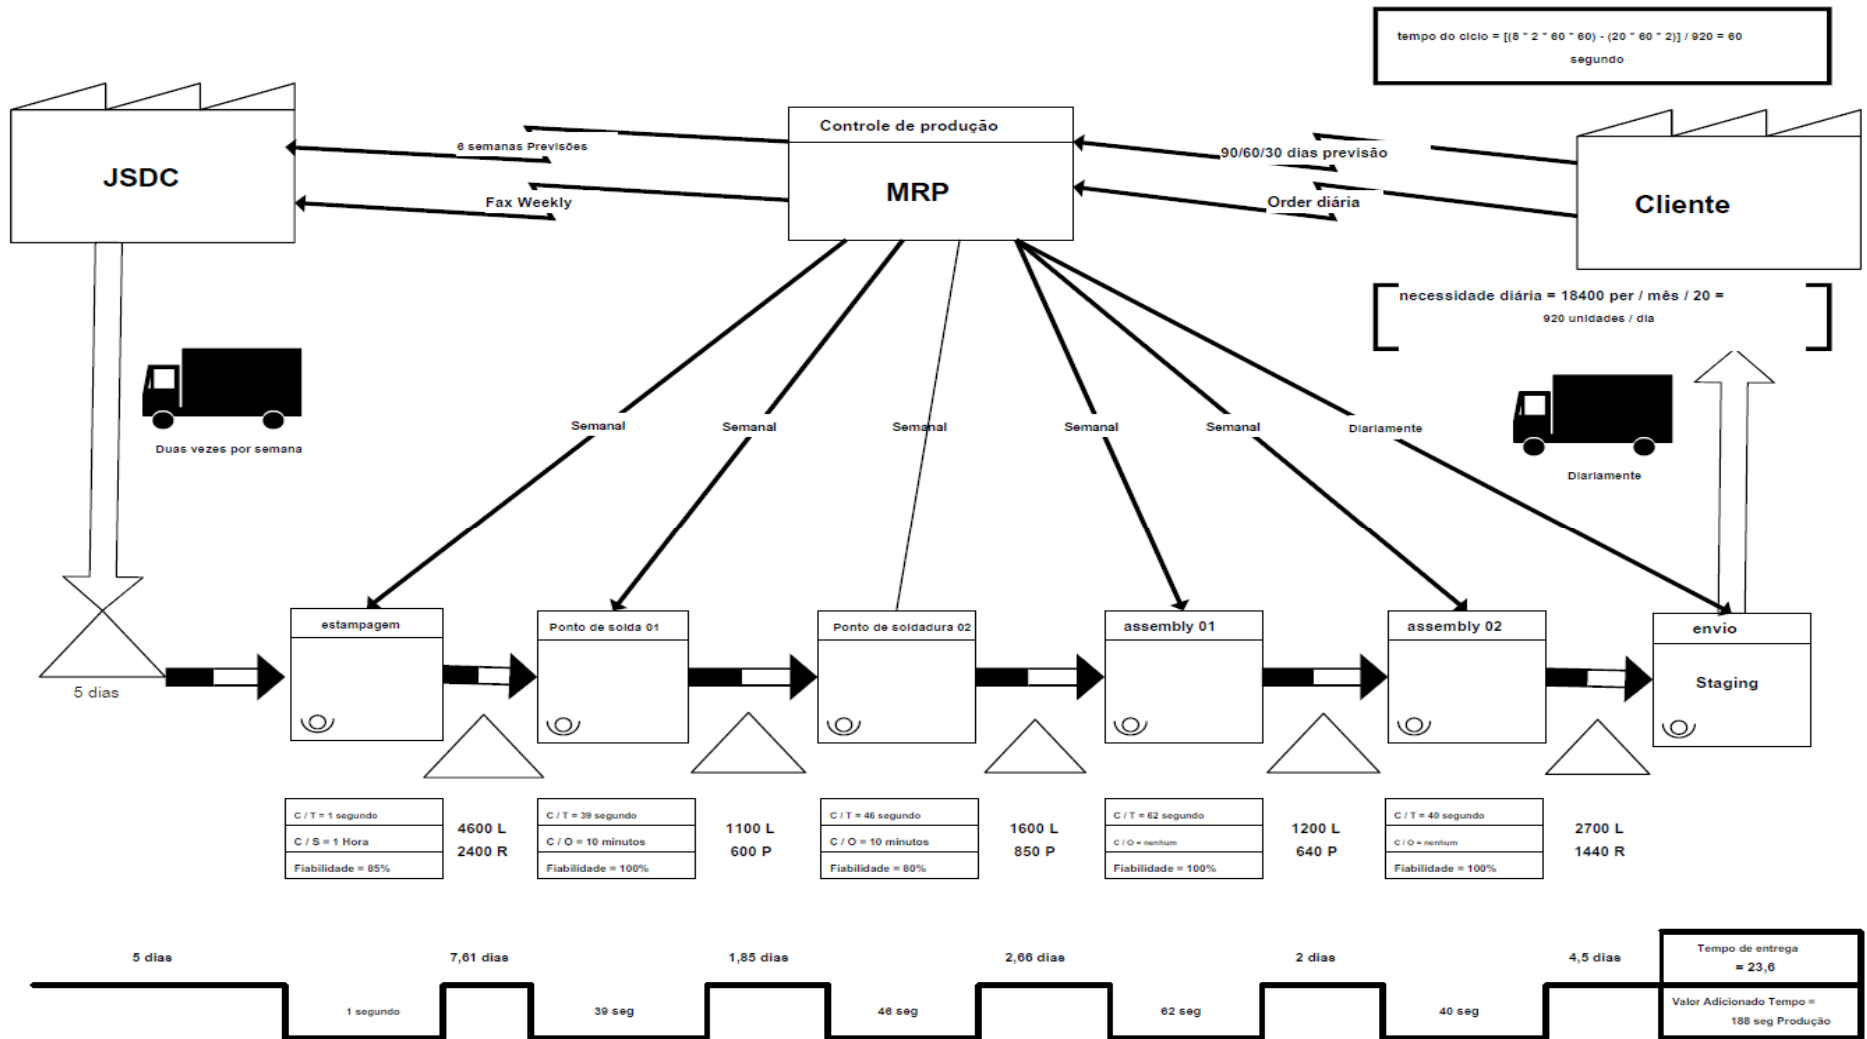 tempo do ciclo = [(8 * 2 * 60 * 60) - (20 * 60 * 2)] / 920 = 60
segundo
JSDC
6 semanas Previsões
Fax Weekly
Controle de produção
MRP
90/60/30 dias previsão
Order diária
Cliente
necessidade diária = 18400 per / mês / 20 =
920 unidades / dia
Duas vezes por semana
Semanal
Semanal
Semanal
Semanal
Semanal
Diariamente
Diariamente
5 dias
estampagem
Ponto de solda 01
Ponto de soldadura 02
assembly 01
assembly 02
envio
Staging
C / T = 1 segundo
C / S = 1 Hora
Fiabilidade = 85%
4600 L
2400 R
C / T = 39 segundo
C / O = 10 minutos
Fiabilidade = 100%
1100 L
600 P
C / T = 46 segundo
C / O = 10 minutos
Fiabilidade = 80%
1600 L
850 P
C / T = 62 segundo
C / O = nenhum
Fiabilidade = 100%
1200 L
640 P
C / T = 40 segundo
C / O = nenhum
Fiabilidade = 100%
2700 L
1440 R
5 dias
7,61 dias
1,85 dias
2,66 dias
2 dias
4,5 dias
Tempo de entrega
= 23,6
1 segundo
39 seg
46 seg
62 seg
40 seg
Valor Adicionado Tempo =
188 seg Produção